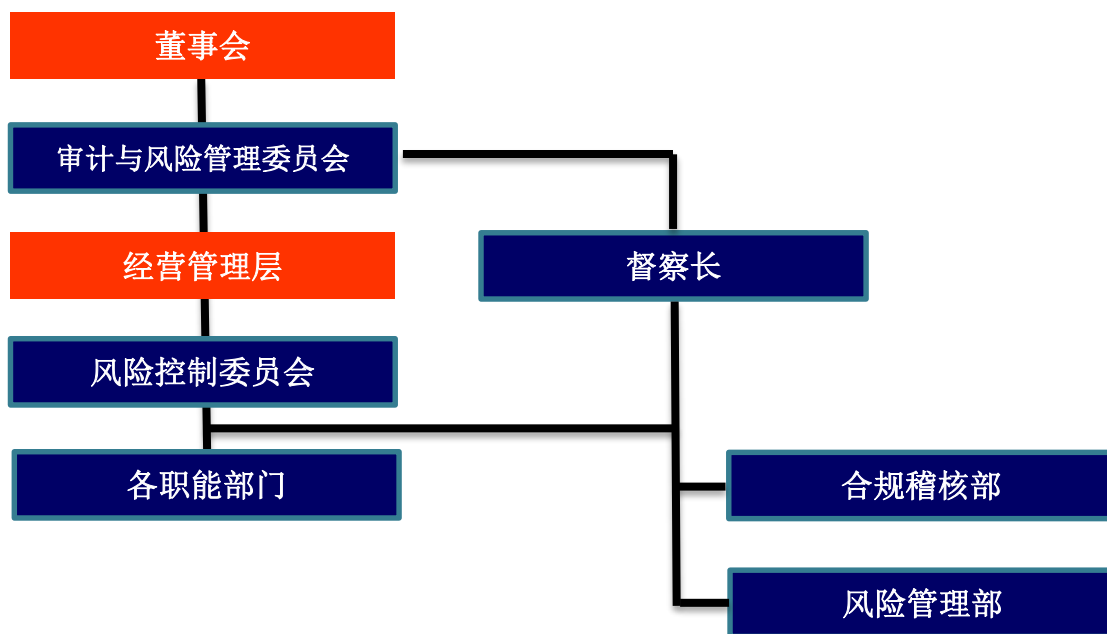 董事会
审计与风险管理委员会
经营管理层
督察长
风险控制委员会
各职能部门
合规稽核部
风险管理部